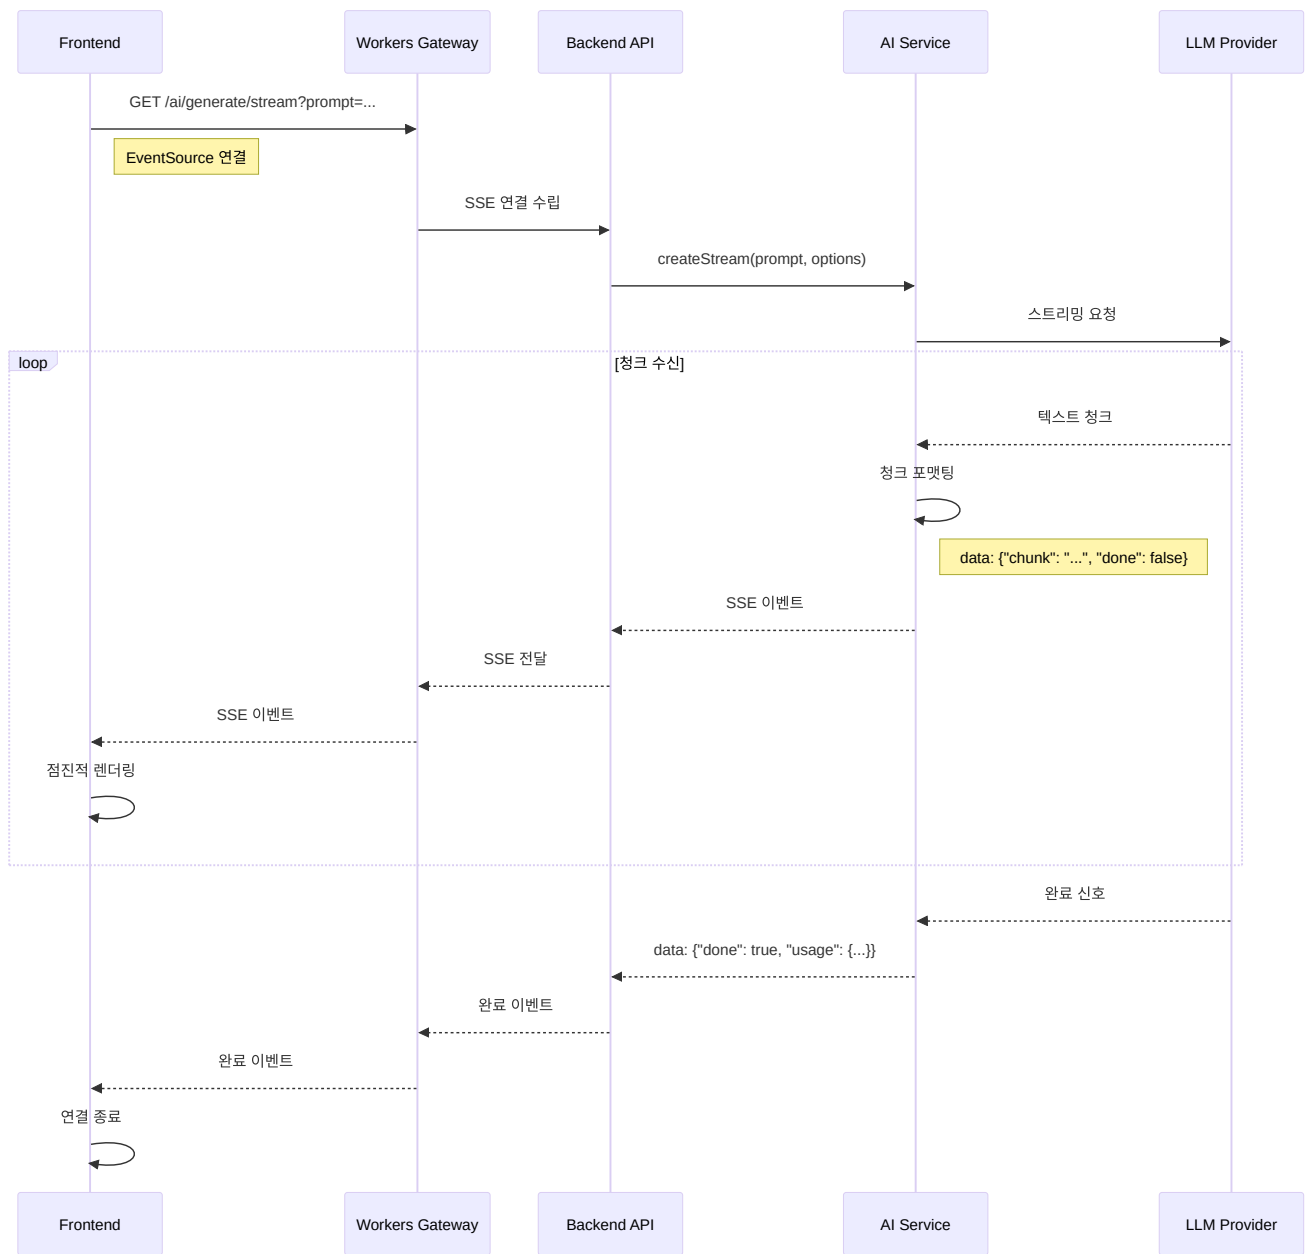 Frontend
Workers Gateway
Backend API
AI Service
LLM Provider
GET /ai/generate/stream?prompt=...
EventSource 연결
SSE 연결 수립
createStream(prompt, options)
스트리밍 요청
loop
[청크 수신]
텍스트 청크
청크 포맷팅
data: {"chunk": "...", "done": false}
SSE 이벤트
SSE 전달
SSE 이벤트
점진적 렌더링
완료 신호
data: {"done": true, "usage": {...}}
완료 이벤트
완료 이벤트
연결 종료
Frontend
Workers Gateway
Backend API
AI Service
LLM Provider